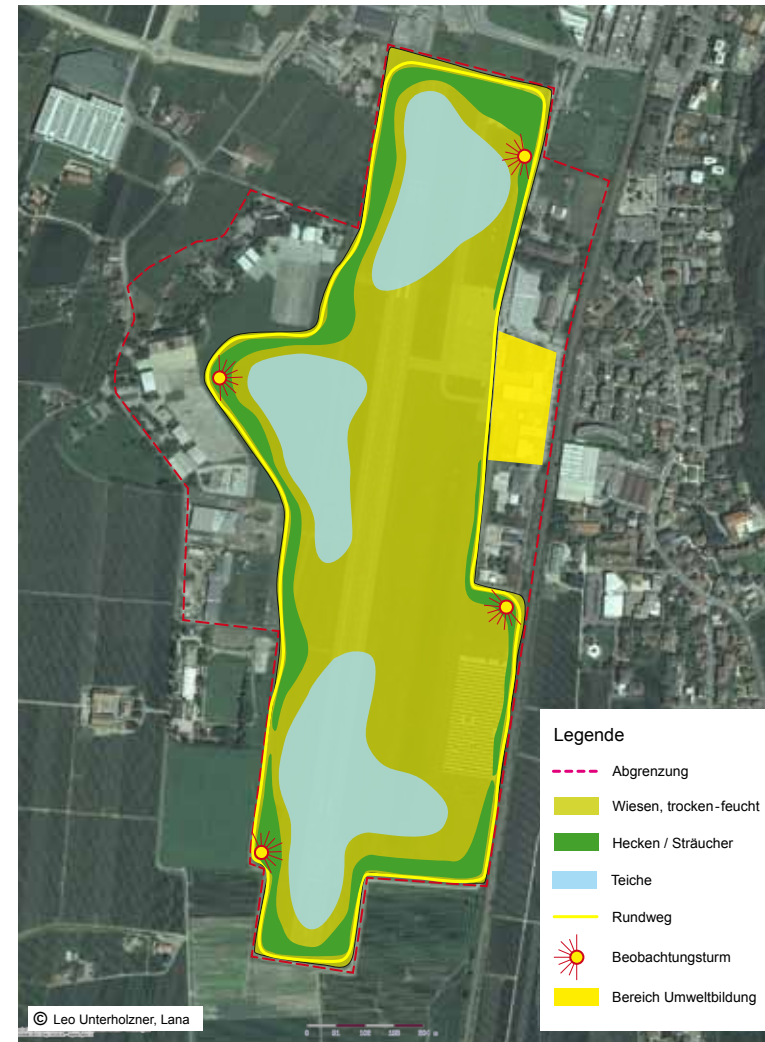 Legende
Abgrenzung
Wiesen, trocken-feucht
Hecken / Sträucher
Teiche
Rundweg
Beobachtungsturm
Bereich Umweltbildung
© Leo Unterholzner, Lana